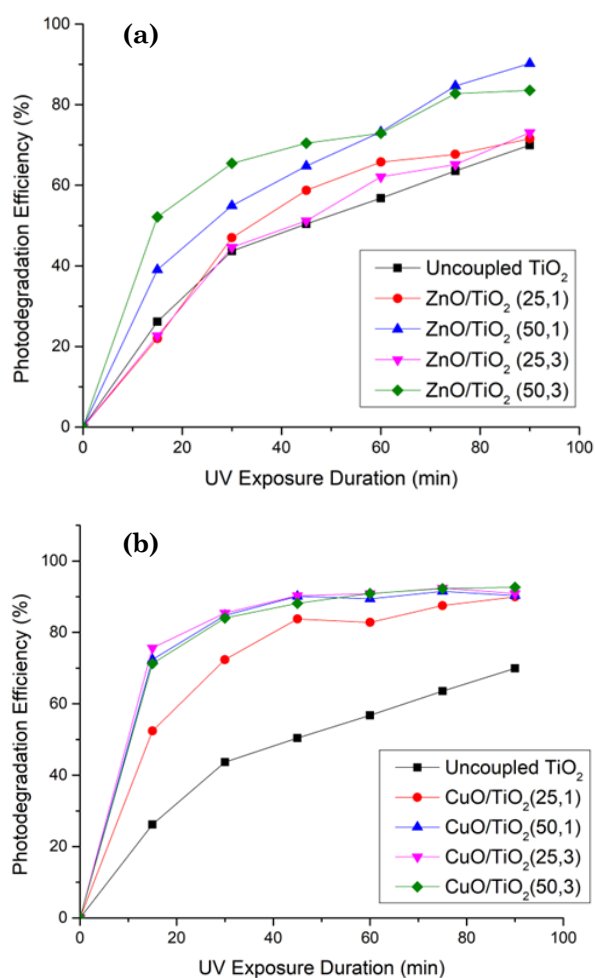 (a)
Photodegradation Efficiency (%)
100
80
60
40
20
0
Uncoupled TiO₂
ZnO/TiO₂ (25,1)
ZnO/TiO₂ (50,1)
ZnO/TiO₂ (25,3)
ZnO/TiO₂ (50,3)
0 20 40 60 80 100
UV Exposure Duration (min)
(b)
Photodegradation Efficiency (%)
100
80
60
40
20
0
Uncoupled TiO₂
CuO/TiO₂(25,1)
CuO/TiO₂(50,1)
CuO/TiO₂(25,3)
CuO/TiO₂(50,3)
0 20 40 60 80 100
UV Exposure Duration (min)